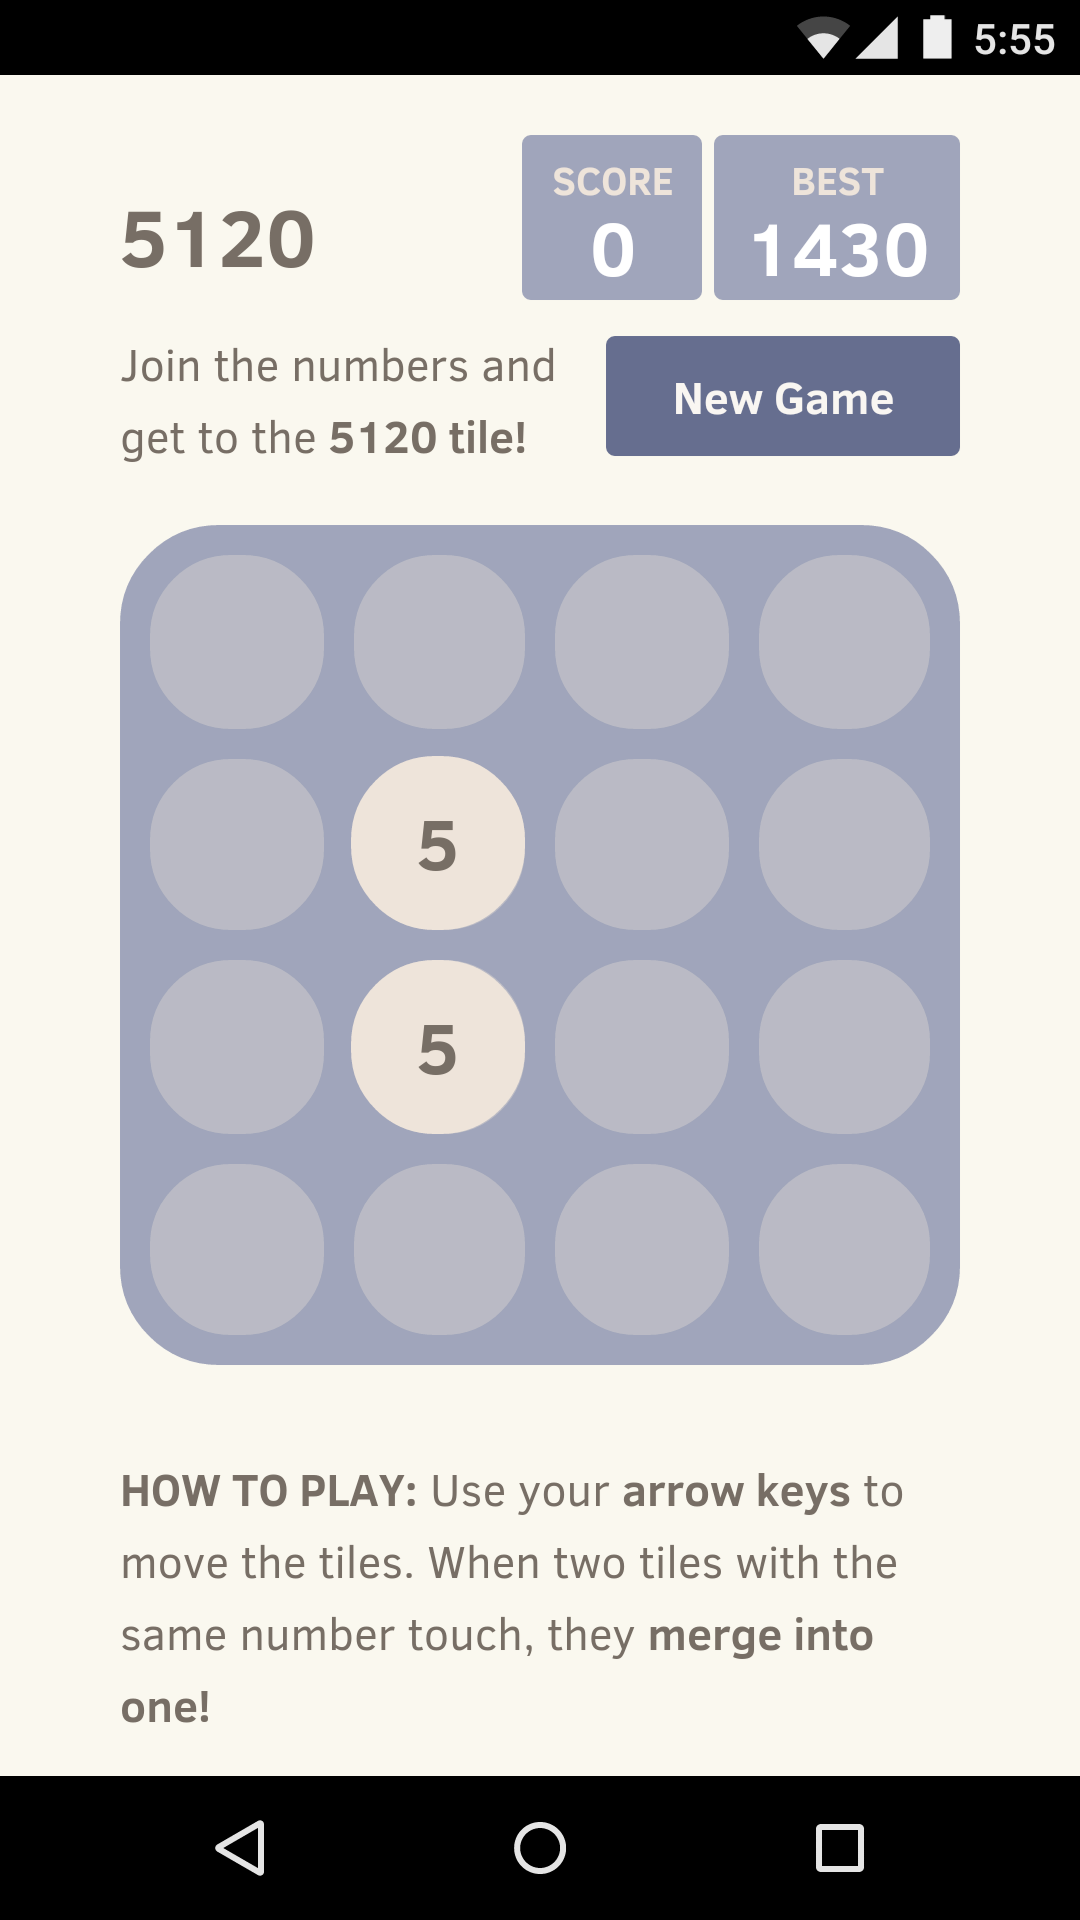 5:55
5120
SCORE
0
BEST
1430
Join the numbers and
get to the 5120 tile!
New Game
5
5
HOW TO PLAY: Use your arrow keys to
move the tiles. When two tiles with the
same number touch, they merge into
one!